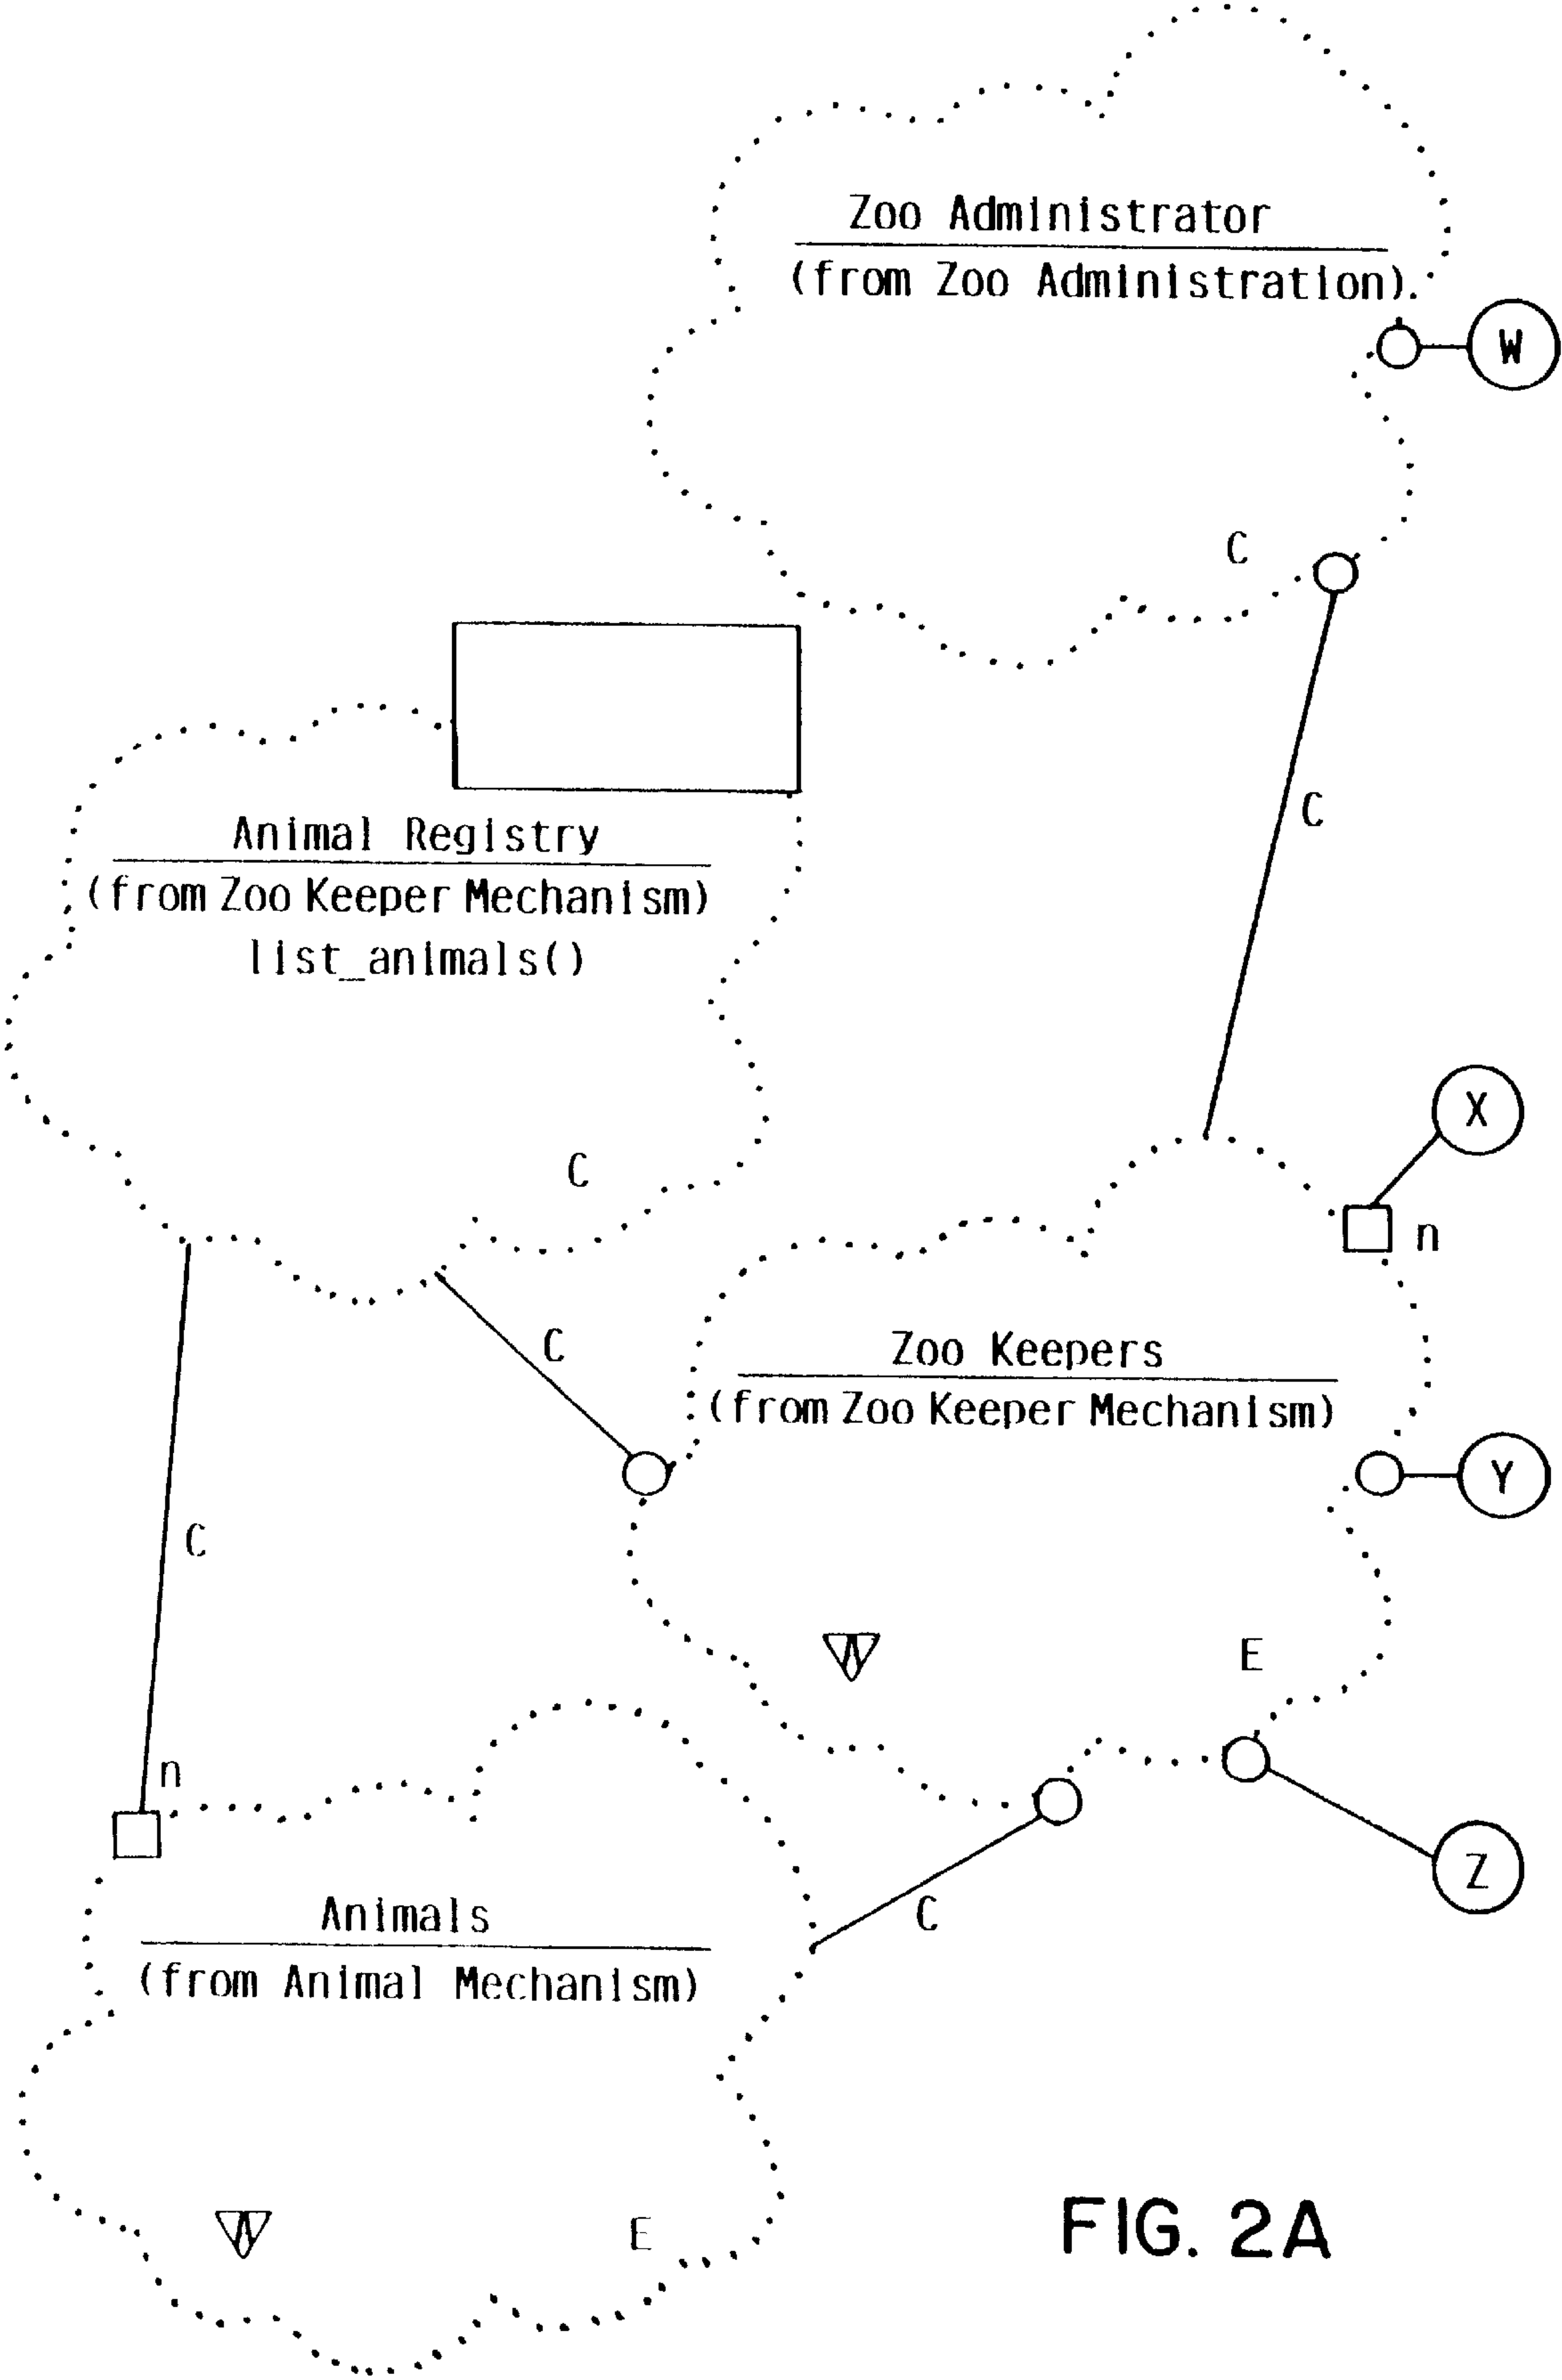 Zoo Administrator
(from Zoo Administration)
W
C
C
Animal Registry
(from Zoo Keeper Mechanism)
list_animals()
C
X
n
C
Zoo Keepers
(from Zoo Keeper Mechanism)
Y
C
A
E
n
Z
C
Animals
(from Animal Mechanism)
A
E
FIG. 2A